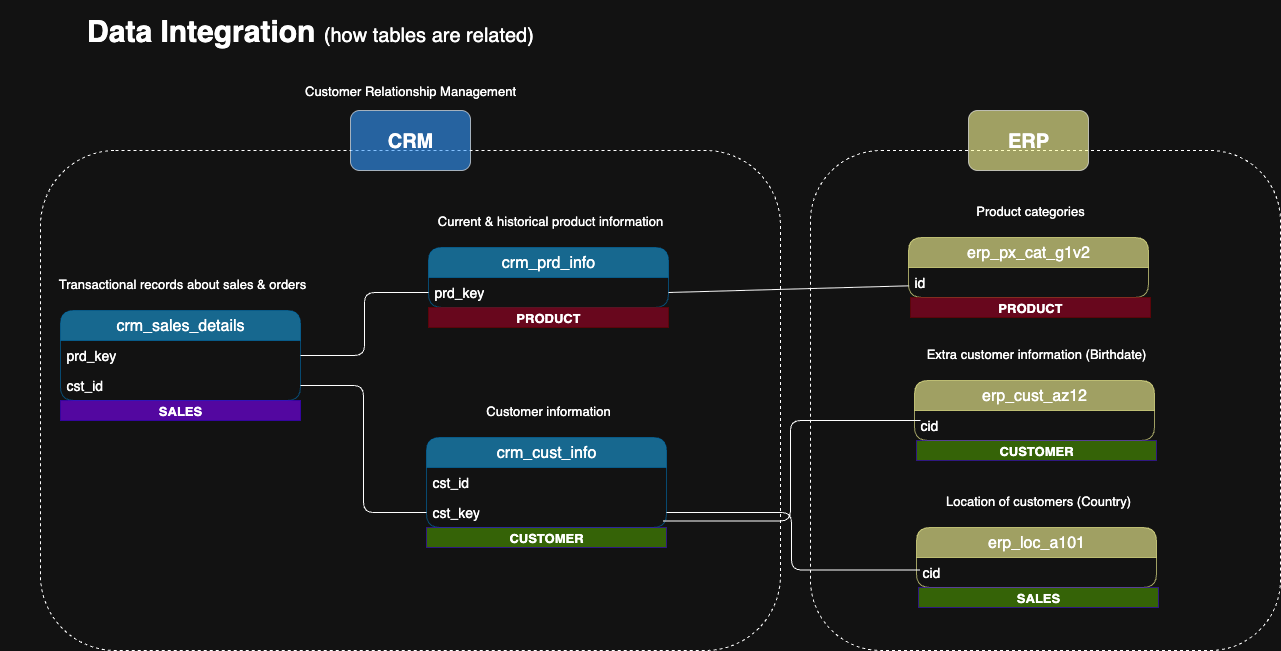 Data Integration (how tables are related)
Customer Relationship Management
CRM
Transactional records about sales & orders
crm_sales_details
prd_key
cst_id
SALES
Current & historical product information
crm_prd_info
prd_key
PRODUCT
Customer information
crm_cust_info
cst_id
cst_key
CUSTOMER
ERP
Product categories
erp_px_cat_g1v2
id
PRODUCT
Extra customer information (Birthdate)
erp_cust_az12
cid
CUSTOMER
Location of customers (Country)
erp_loc_a101
cid
SALES